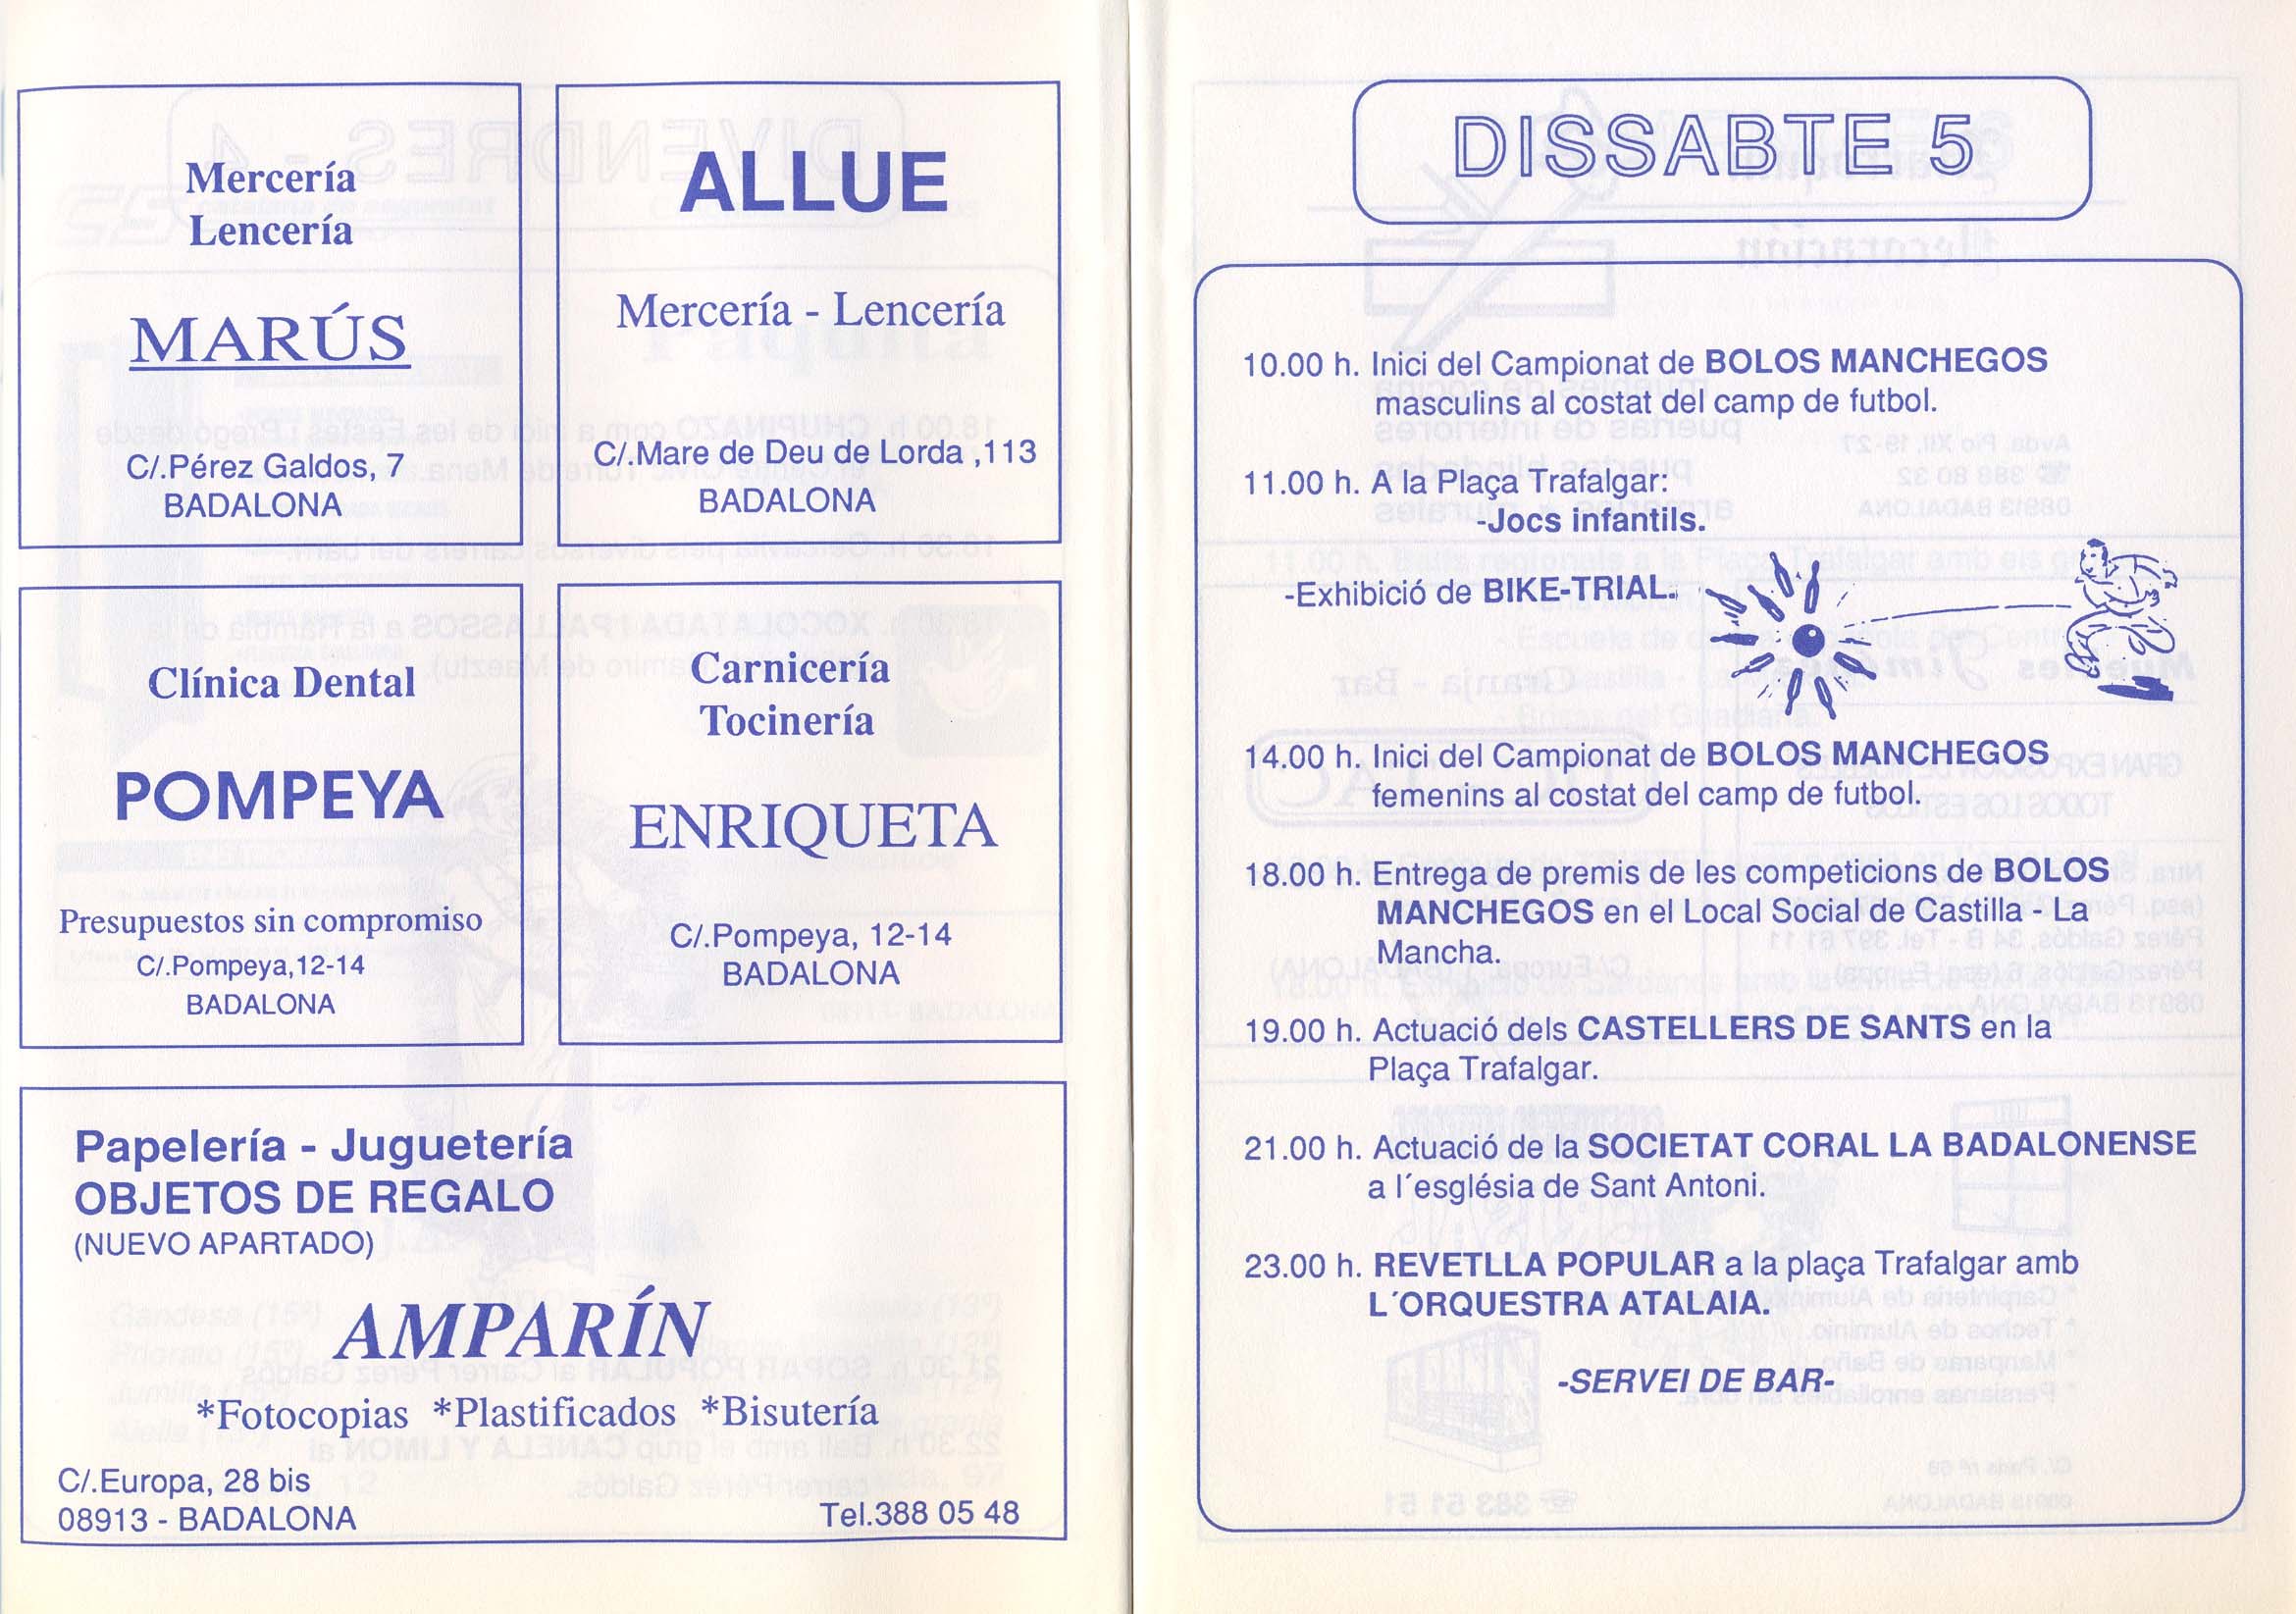 Mercería
Lencería
MARÚS
C/.Pérez Galdos, 7
BADALONA
ALLUE
Mercería - Lencería
C/.Mare de Deu de Lorda ,113
BADALONA
Clínica Dental
POMPEYA
Presupuestos sin compromiso
C/.Pompeya,12-14
BADALONA
Carnicería
Tocinería
ENRIQUETA
C/.Pompeya, 12-14
BADALONA
Papelería - Juguetería
OBJETOS DE REGALO
(NUEVO APARTADO)
AMPARÍN
*Fotocopias *Plastificados *Bisutería
C/.Europa, 28 bis
08913 - BADALONA
Tel.388 05 48
DISSABTE 5
10.00 h. Inici del Campionat de BOLOS MANCHEGOS
masculins al costat del camp de futbol.
11.00 h. A la Plaça Trafalgar:
-Jocs infantils.
-Exhibició de BIKE-TRIAL.
14.00 h. Inici del Campionat de BOLOS MANCHEGOS
femenins al costat del camp de futbol.
18.00 h. Entrega de premis de les competicions de BOLOS
MANCHEGOS en el Local Social de Castilla - La
Mancha.
19.00 h. Actuació dels CASTELLERS DE SANTS en la
Plaça Trafalgar.
21.00 h. Actuació de la SOCIETAT CORAL LA BADALONENSE
a l´església de Sant Antoni.
23.00 h. REVETLLA POPULAR a la plaça Trafalgar amb
L´ORQUESTRA ATALAIA.
-SERVEI DE BAR-